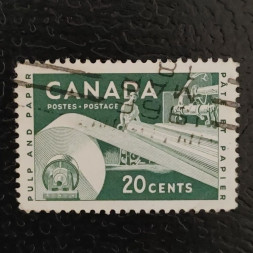 CANADA
POSTES - POSTAGE
PULP AND PAPER
PATE ET PAPIER
20 CENTS